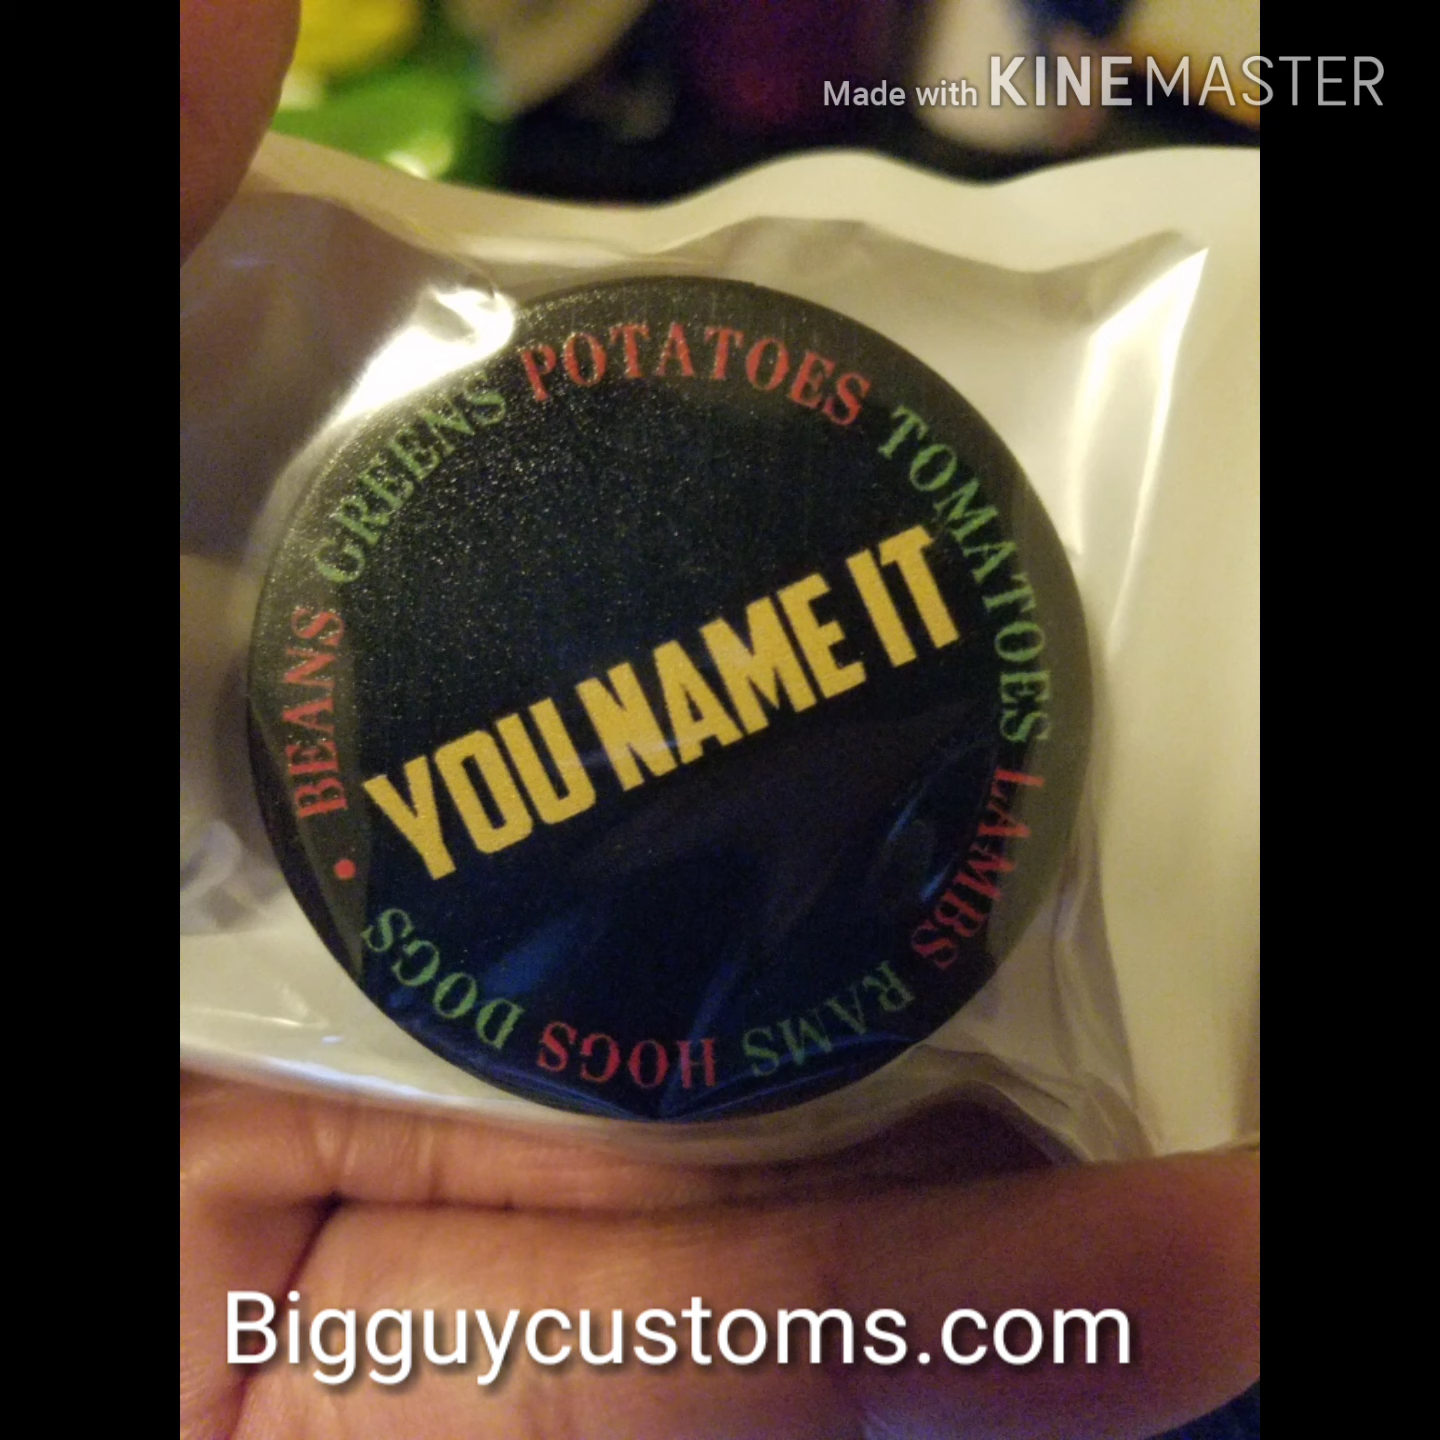 Made with KINEMASTER
BEANS GREENS POTATOES TOMATOES LAMBS RAMS HOGS DOGS •
YOU NAME IT
Bigguycustoms.com